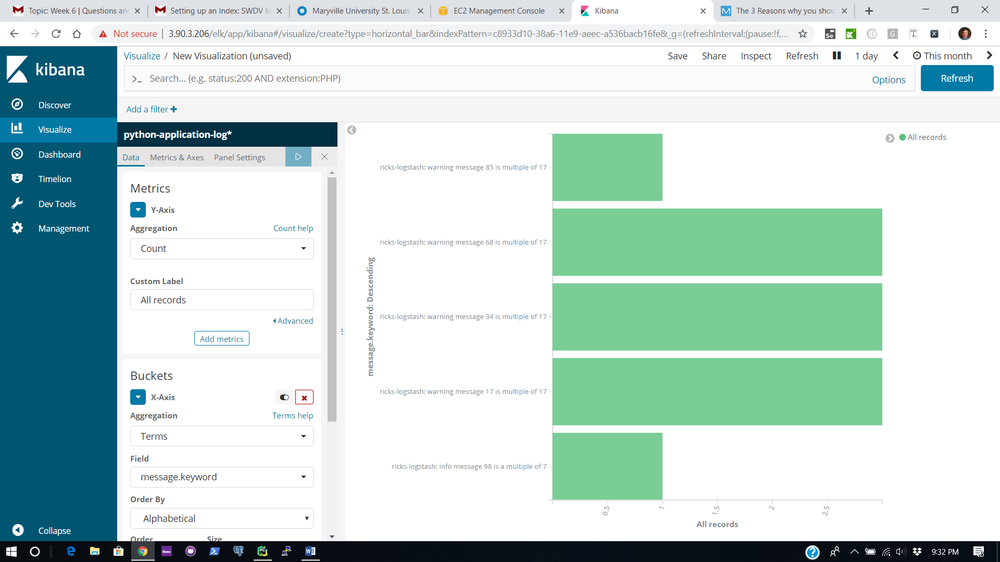 Topic: Week 6 | Questions an
Setting up an Index: SWDV 6
Maryville University St. Louis
EC2 Management Console
Kibana
The 3 Reasons why you shou
Not secure | 3.90.3.206/elk/app/kibana#/visualize/create?type=horizontal_bar&indexPattern=c8933d10-38a6-11e9-aeec-a536bacb16fe&_g=(refreshInterval:(pause:!f,...
kibana
Visualize / New Visualization (unsaved)
Save Share Inspect Refresh 1 day This month
>_ Search... (e.g. status:200 AND extension:PHP)
Options
Refresh
Add a filter +
Discover
Visualize
Dashboard
Timelion
Dev Tools
Management
Collapse
python-application-log*
Data Metrics & Axes Panel Settings
Metrics
Y-Axis
Aggregation Count help
Count
Custom Label
All records
Advanced
Add metrics
Buckets
X-Axis
Aggregation Terms help
Terms
Field
message.keyword
Order By
Alphabetical
Order Size
message.keyword: Descending
ricks-logstash: warning message 85 is multiple of 17
ricks-logstash: warning message 68 is multiple of 17
ricks-logstash: warning message 34 is multiple of 17
ricks-logstash: warning message 17 is multiple of 17
ricks-logstash: info message 98 is a multiple of 7
0.5 1 1.5 2 2.5
All records
All records
9:32 PM